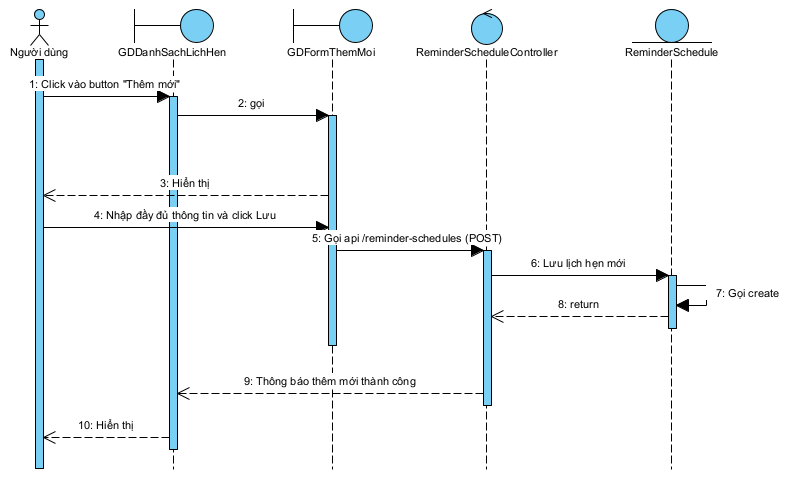 Người dùng
GDDanhSachLichHen
GDFormThemMoi
ReminderScheduleController
ReminderSchedule
1: Click vào button "Thêm mới"
2: gọi
3: Hiển thị
4: Nhập đầy đủ thông tin và click Lưu
5: Gọi api /reminder-schedules (POST)
6: Lưu lịch hẹn mới
7: Gọi create
8: return
9: Thông báo thêm mới thành công
10: Hiển thị